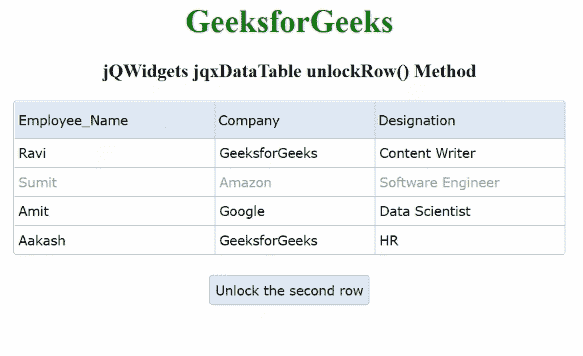 GeeksforGeeks
jQWidgets jqxDataTable unlockRow() Method
Employee_Name Company Designation
Ravi GeeksforGeeks Content Writer
Sumit Amazon Software Engineer
Amit Google Data Scientist
Aakash GeeksforGeeks HR
Unlock the second row